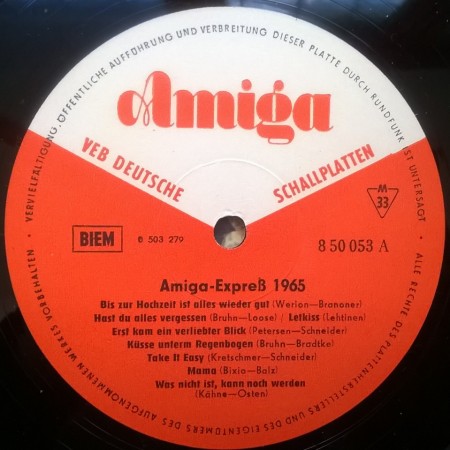 Amiga
VEB DEUTSCHE SCHALLPLATTEN
M 33
BIEM
6 503 279
8 50 053 A
Amiga-Expreß 1965
Bis zur Hochzeit ist alles wieder gut (Werion—Brandner)
Hast du alles vergessen (Bruhn—Loose) / Letkiss (Lehtinen)
Erst kam ein verliebter Blick (Petersen—Schneider)
Küsse unterm Regenbogen (Bruhn—Bradtke)
Take It Easy (Kretschmer—Schneider)
Mama (Bixio—Balz)
Was nicht ist, kann noch werden
(Kähne—Osten)
ALLE RECHTE DES PLATTENHERSTELLERS UND DES EIGENTÜMERS DES AUFGENOMMENEN WERKES VORBEHALTEN · VERVIELFÄLTIGUNG, ÖFFENTLICHE AUFFÜHRUNG UND VERBREITUNG DIESER PLATTE DURCH RUNDFUNK IST UNTERSAGT ·